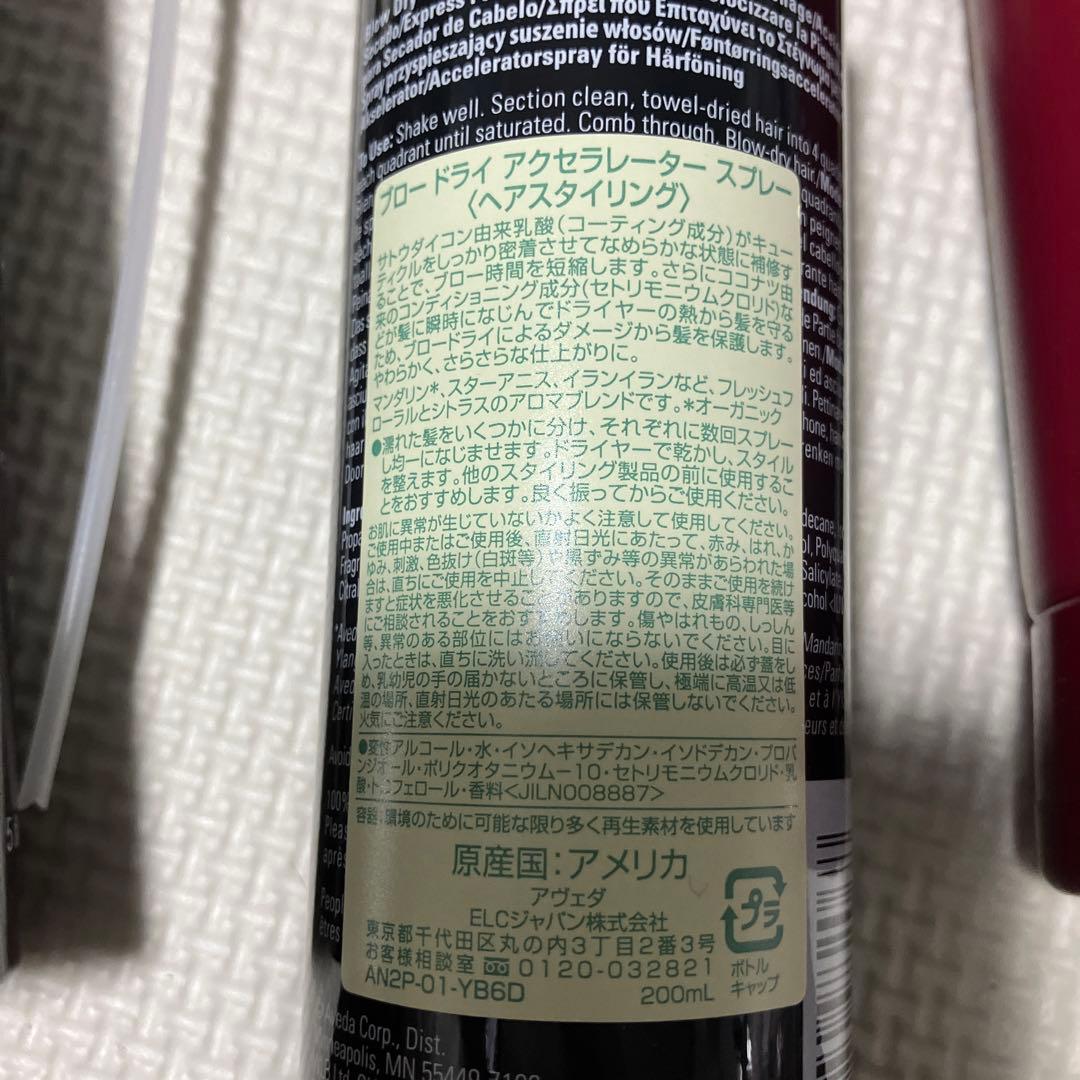 Blow Dry
Secador de Cabelo/Σπρέι που Επιταχύνει το Στέγνωμα
Spray przyspieszający suszenie włosów/Føntørringsaccelerator
akselerator/Acceleratorspray för Hårföning
To Use: Shake well. Section clean, towel-dried hair into 4
each quadrant until saturated. Comb through. Blow-dry hair.
ブロー ドライ アクセラレーター スプレー
〈ヘアスタイリング〉
サトウダイコン由来乳酸(コーティング成分)がキュー
ティクルをしっかり密着させてなめらかな状態に補修す
ることで、ブロー時間を短縮します。さらにココナツ由
来のコンディショニング成分(セトリモニウムクロリド)な
どが髪に瞬時になじんでドライヤーの熱から髪を守る
ため、ブロードライによるダメージから髪を保護します。
やわらかく、さらさらな仕上がりに。
マンダリン*、スターアニス、イランイランなど、フレッシュフ
ローラルとシトラスのアロマブレンドです。*オーガニック
●濡れた髪をいくつかに分け、それぞれに数回スプレー
し均一になじませます。ドライヤーで乾かし、スタイル
を整えます。他のスタイリング製品の前に使用するこ
とをおすすめします。良く振ってからご使用ください。
お肌に異常が生じていないかよく注意して使用してください。
ご使用中またはご使用後、直射日光にあたって、赤み、はれ、か
ゆみ、刺激、色抜け(白斑等)や黒ずみ等の異常があらわれた場
合は、直ちにご使用を中止してください。そのままご使用を続け
ますと症状を悪化させることがありますので、皮膚科専門医等
にご相談されることをおすすめします。傷やはれもの、しっしん
等、異常のある部位にはお使いにならないでください。目に
入ったときは、直ちに洗い流してください。使用後は必ず蓋をし
め、乳幼児の手の届かないところに保管し、極端に高温又は低
温の場所、直射日光のあたる場所には保管しないでください。
火気にご注意ください。
●変性アルコール・水・イソヘキサデカン・イソドデカン・プロパ
ンジオール・ポリクオタニウム-10・セトリモニウムクロリド・乳
酸・トコフェロール・香料<JILN008887>
容器:環境のために可能な限り多く再生素材を使用しています
原産国:アメリカ
アヴェダ
ELCジャパン株式会社
東京都千代田区丸の内3丁目2番3号
お客様相談室 0120-032821
AN2P-01-YB6D 200mL
プラ
ボトル
キャップ
Aveda Corp., Dist.
MN 55449